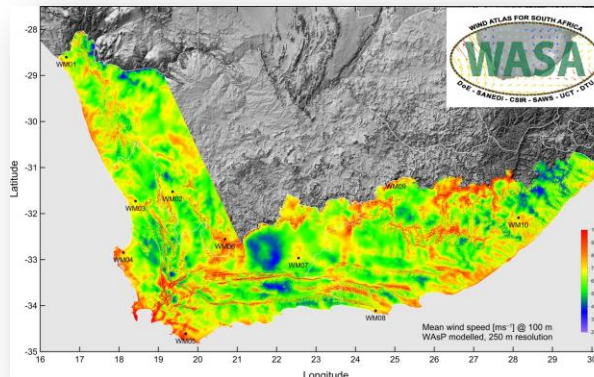 WIND ATLAS FOR SOUTH AFRICA
WASA
DoE - SANEDI - CSIR - SAWS - UCT - DTU
-28
-29
-30
-31
-32
-33
-34
-35
Latitude
WM01
WM02
WM03
WM04
WM05
WM06
WM07
WM08
WM09
WM10
Mean wind speed [ms⁻¹] @ 100 m
WAsP modelled, 250 m resolution
16 17 18 19 20 21 22 23 24 25 26 27 28 29 30
Longitude